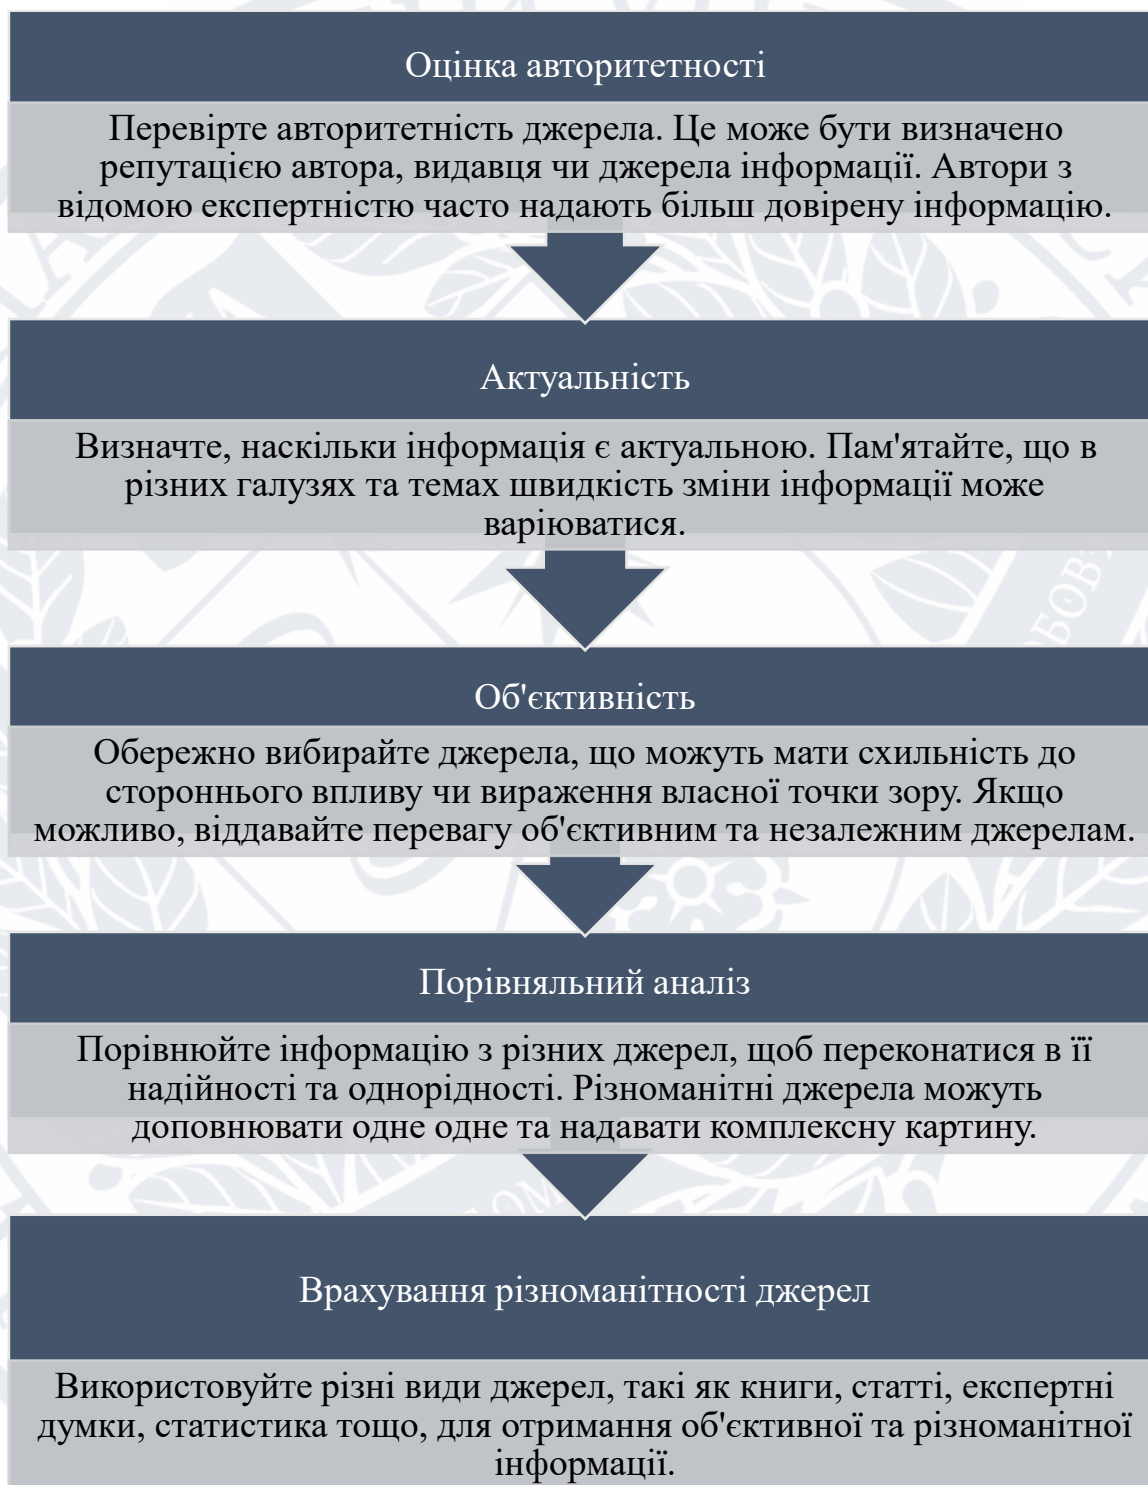 Оцінка авторитетності
Перевірте авторитетність джерела. Це може бути визначено
репутацією автора, видавця чи джерела інформації. Автори з
відомою експертністю часто надають більш довірену інформацію.
Актуальність
Визначте, наскільки інформація є актуальною. Пам'ятайте, що в
різних галузях та темах швидкість зміни інформації може
варіюватися.
Об'єктивність
Обережно вибирайте джерела, що можуть мати схильність до
стороннього впливу чи вираження власної точки зору. Якщо
можливо, віддавайте перевагу об'єктивним та незалежним джерелам.
Порівняльний аналіз
Порівнюйте інформацію з різних джерел, щоб переконатися в її
надійності та однорідності. Різноманітні джерела можуть
доповнювати одне одне та надавати комплексну картину.
Врахування різноманітності джерел
Використовуйте різні види джерел, такі як книги, статті, експертні
думки, статистика тощо, для отримання об'єктивної та різноманітної
інформації.